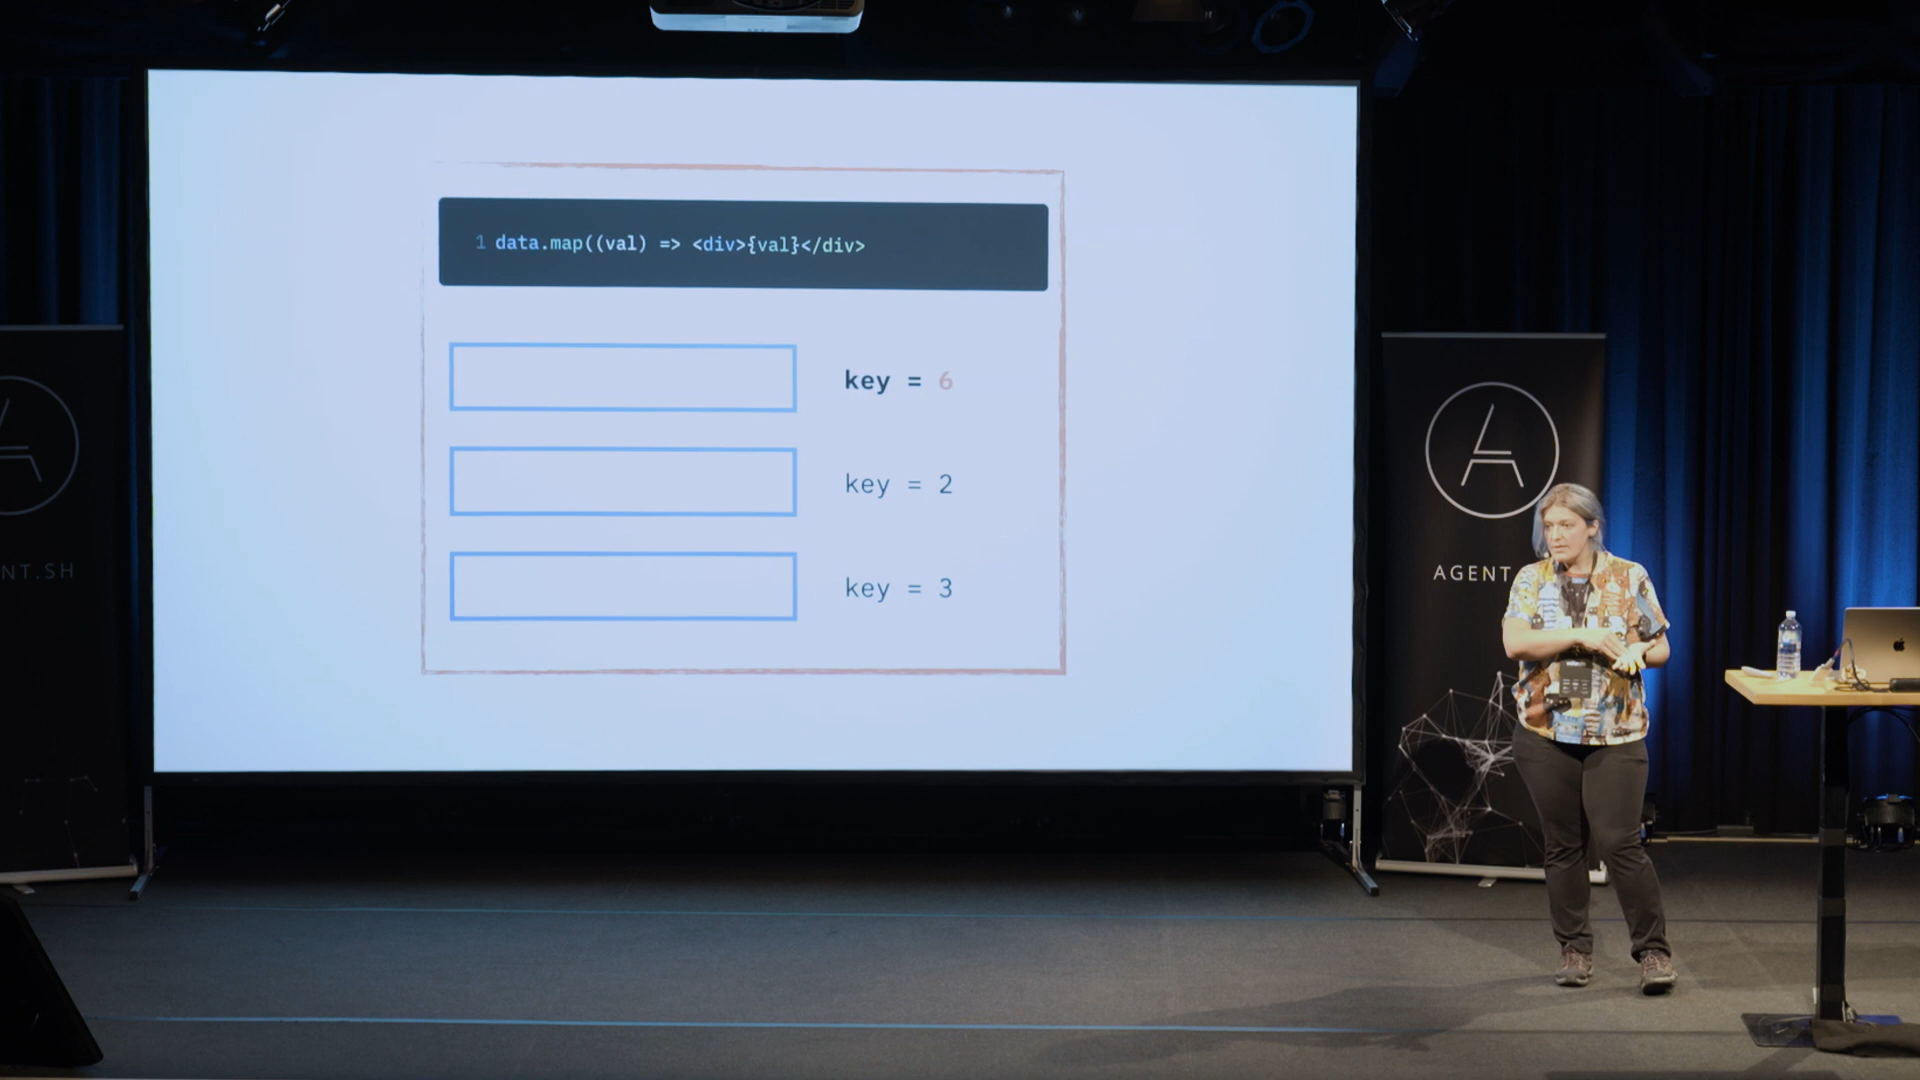 1 data.map((val) => <div>{val}</div>
key = 6
key = 2
key = 3
NT.SH
AGENT